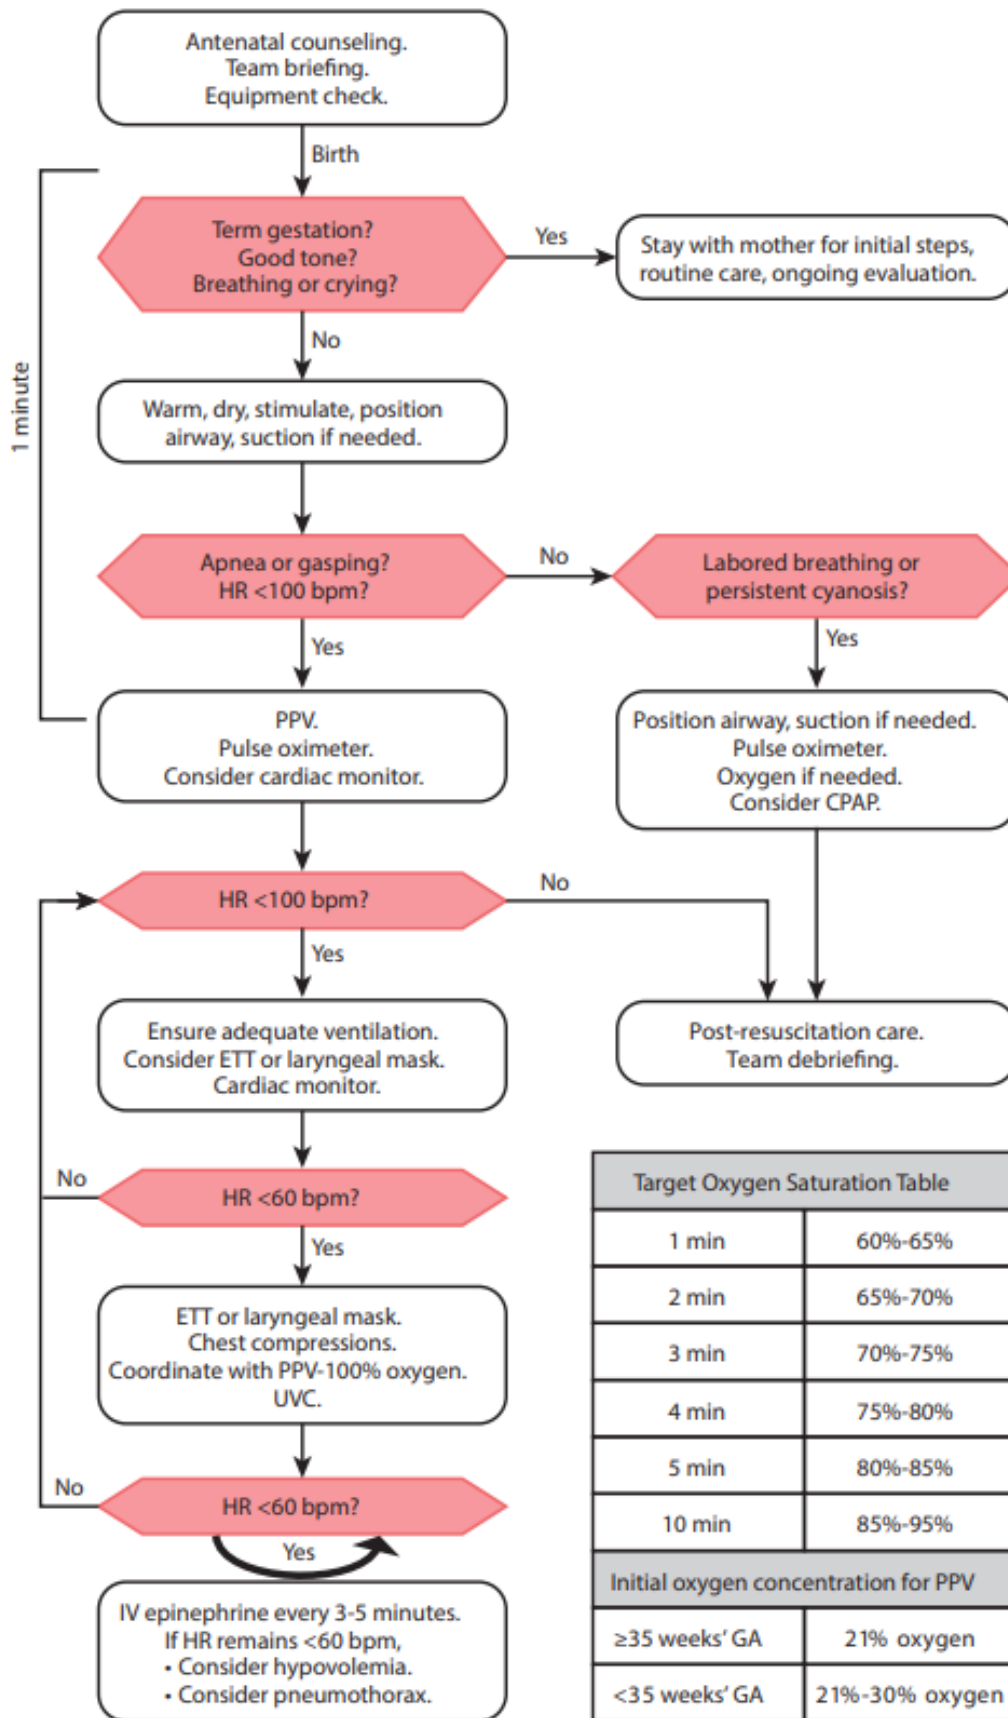 Antenatal counseling.
Team briefing.
Equipment check.
Birth
1 minute
Term gestation?
Good tone?
Breathing or crying?
Yes
Stay with mother for initial steps,
routine care, ongoing evaluation.
No
Warm, dry, stimulate, position
airway, suction if needed.
Apnea or gasping?
HR <100 bpm?
No
Labored breathing or
persistent cyanosis?
Yes
Yes
PPV.
Pulse oximeter.
Consider cardiac monitor.
Position airway, suction if needed.
Pulse oximeter.
Oxygen if needed.
Consider CPAP.
HR <100 bpm?
No
Yes
Ensure adequate ventilation.
Consider ETT or laryngeal mask.
Cardiac monitor.
Post-resuscitation care.
Team debriefing.
No
HR <60 bpm?
Yes
ETT or laryngeal mask.
Chest compressions.
Coordinate with PPV-100% oxygen.
UVC.
No
HR <60 bpm?
Yes
IV epinephrine every 3-5 minutes.
If HR remains <60 bpm,
• Consider hypovolemia.
• Consider pneumothorax.
Target Oxygen Saturation Table
1 min 60%-65%
2 min 65%-70%
3 min 70%-75%
4 min 75%-80%
5 min 80%-85%
10 min 85%-95%
Initial oxygen concentration for PPV
≥35 weeks' GA 21% oxygen
<35 weeks' GA 21%-30% oxygen